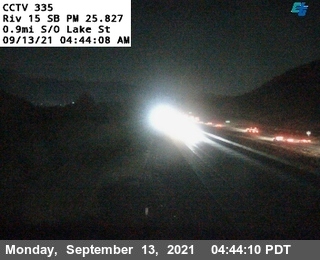 CCTV 335
Riv 15 SB PM 25.827
0.9mi S/O Lake St
09/13/21 04:44:08 AM
Monday, September 13, 2021 04:44:10 PDT